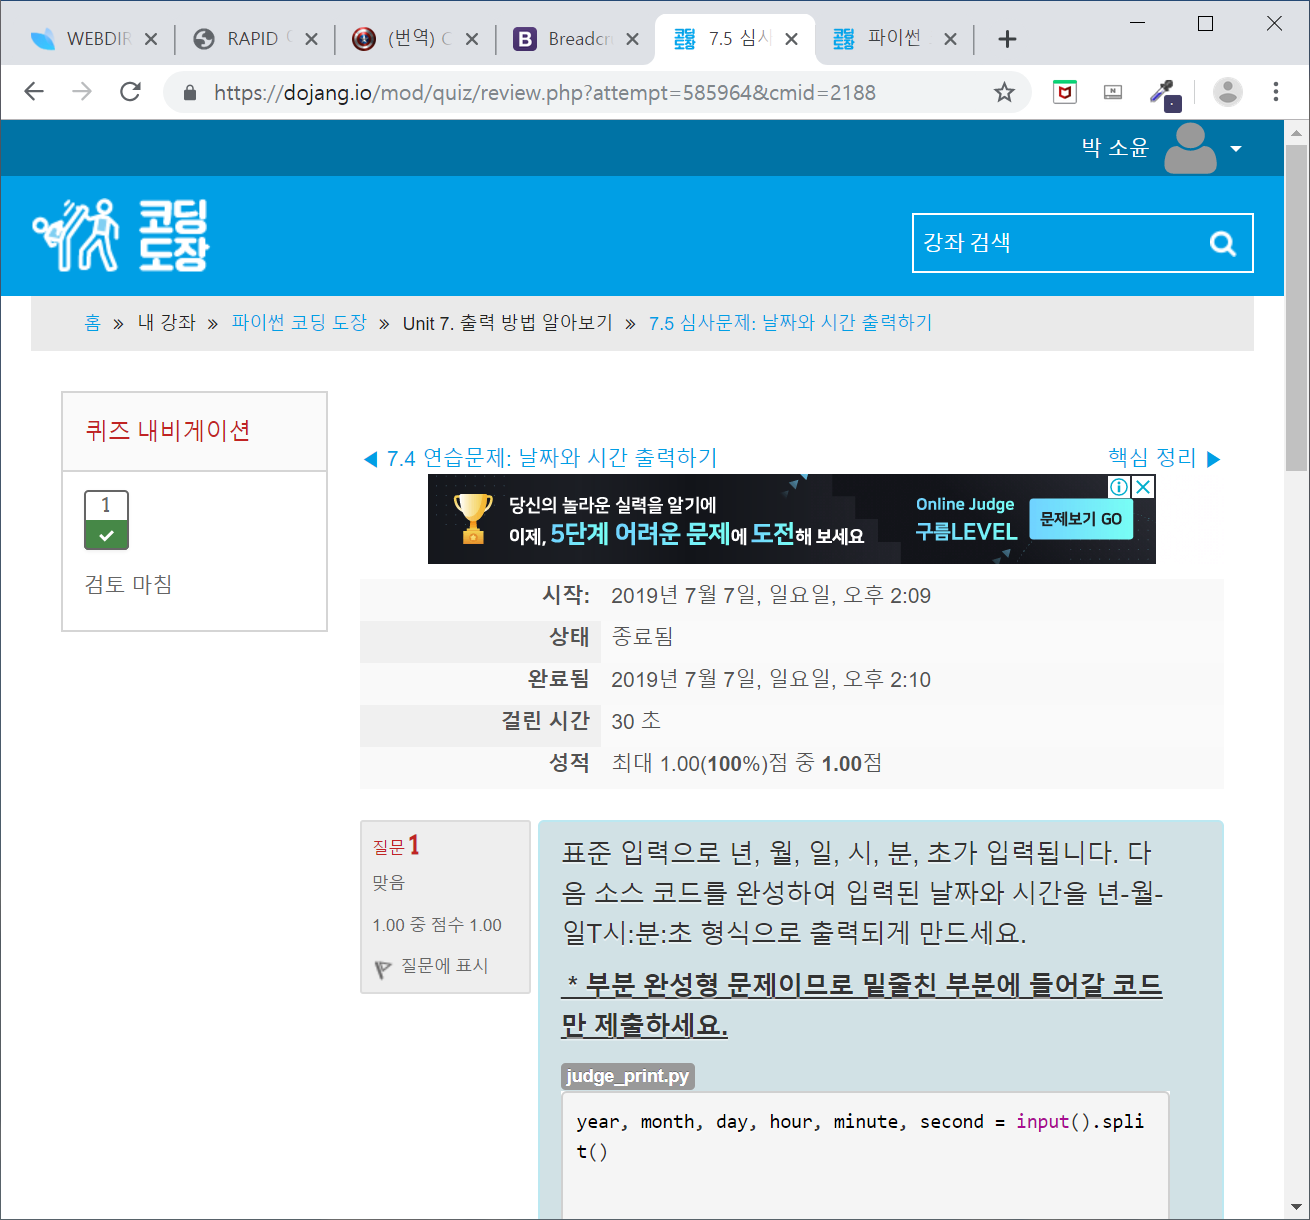 WEBDIR
RAPID
(번역) C
Breadcr
7.5 심사
파이썬
https://dojang.io/mod/quiz/review.php?attempt=585964&cmid=2188
박 소윤
코딩
도장
강좌 검색
홈 » 내 강좌 » 파이썬 코딩 도장 » Unit 7. 출력 방법 알아보기 » 7.5 심사문제: 날짜와 시간 출력하기
퀴즈 내비게이션
1
검토 마침
◀ 7.4 연습문제: 날짜와 시간 출력하기
핵심 정리 ▶
당신의 놀라운 실력을 알기에
이제, 5단계 어려운 문제에 도전해 보세요
Online Judge
구름LEVEL
문제보기 GO
시작: 2019년 7월 7일, 일요일, 오후 2:09
상태 종료됨
완료됨 2019년 7월 7일, 일요일, 오후 2:10
걸린 시간 30 초
성적 최대 1.00(100%)점 중 1.00점
질문 1
맞음
1.00 중 점수 1.00
질문에 표시
표준 입력으로 년, 월, 일, 시, 분, 초가 입력됩니다. 다
음 소스 코드를 완성하여 입력된 날짜와 시간을 년-월-
일T시:분:초 형식으로 출력되게 만드세요.
* 부분 완성형 문제이므로 밑줄친 부분에 들어갈 코드
만 제출하세요.
judge_print.py
year, month, day, hour, minute, second = input().spli
t()